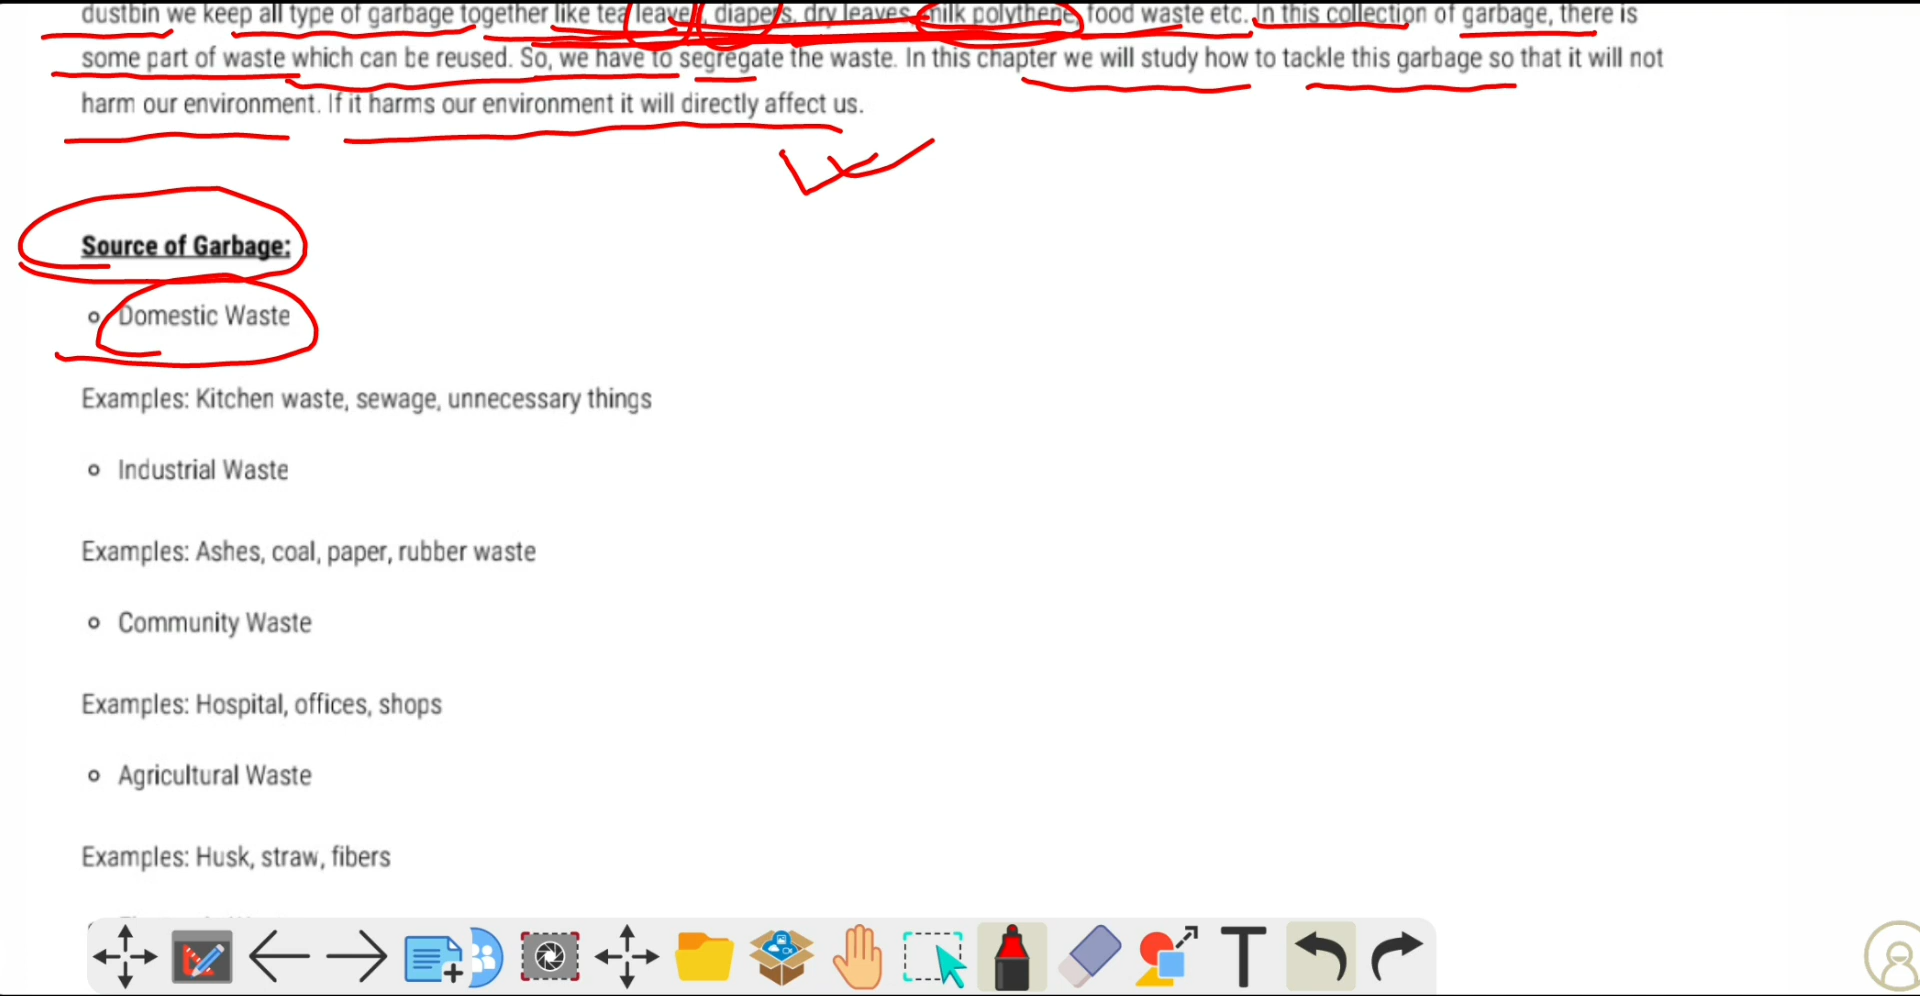 dustbin we keep all type of garbage together like tea leave, diapers, dry leaves, milk polythene, food waste etc. In this collection of garbage, there is
some part of waste which can be reused. So, we have to segregate the waste. In this chapter we will study how to tackle this garbage so that it will not
harm our environment. If it harms our environment it will directly affect us.
Source of Garbage:
Domestic Waste
Examples: Kitchen waste, sewage, unnecessary things
Industrial Waste
Examples: Ashes, coal, paper, rubber waste
Community Waste
Examples: Hospital, offices, shops
Agricultural Waste
Examples: Husk, straw, fibers